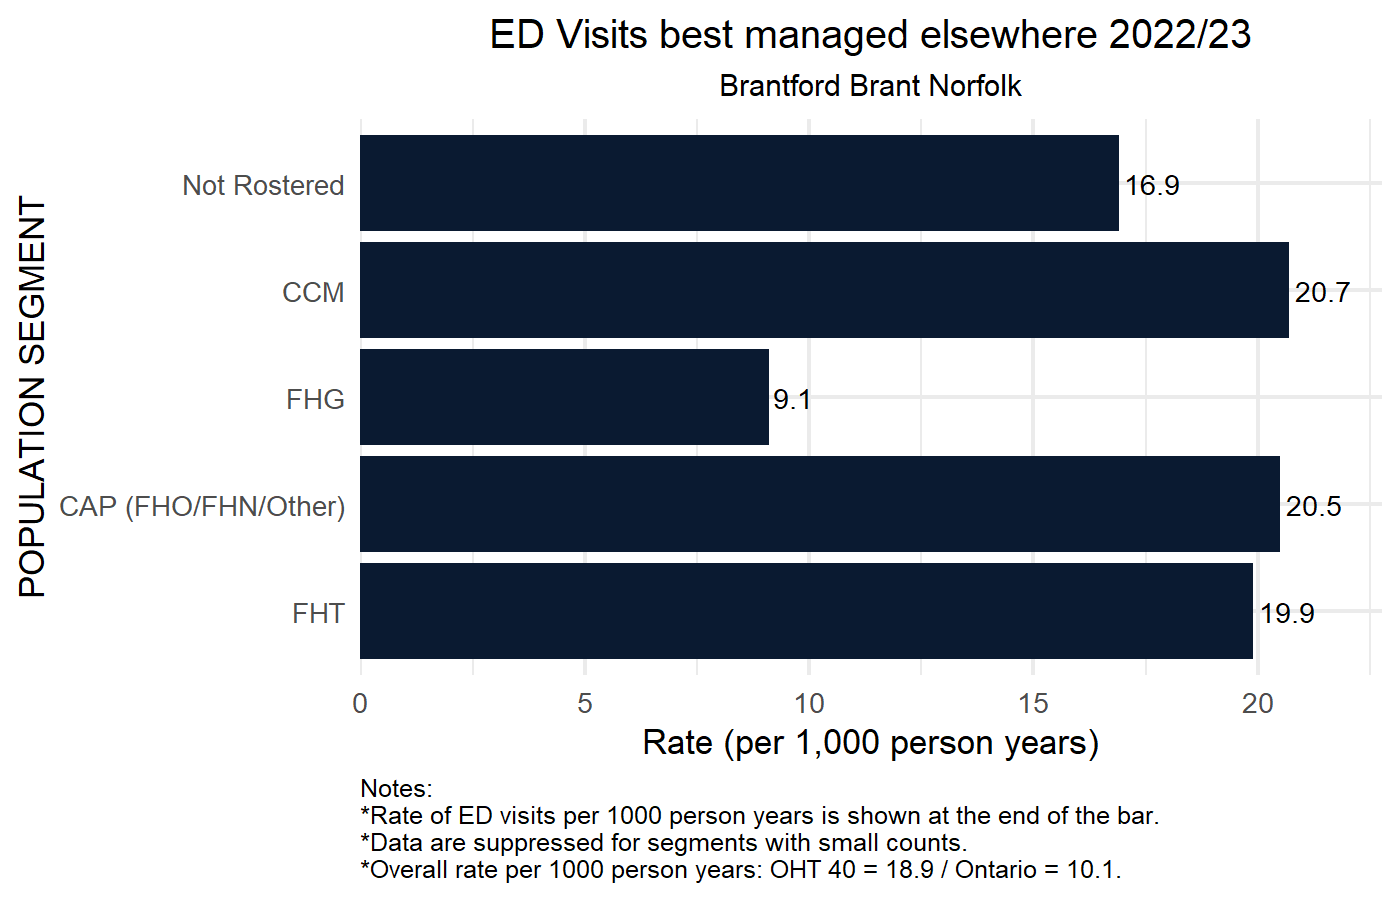 ED Visits best managed elsewhere 2022/23
Brantford Brant Norfolk
POPULATION SEGMENT
Not Rostered
16.9
CCM
20.7
FHG
9.1
CAP (FHO/FHN/Other)
20.5
FHT
19.9
0 5 10 15 20
Rate (per 1,000 person years)
Notes:
*Rate of ED visits per 1000 person years is shown at the end of the bar.
*Data are suppressed for segments with small counts.
*Overall rate per 1000 person years: OHT 40 = 18.9 / Ontario = 10.1.